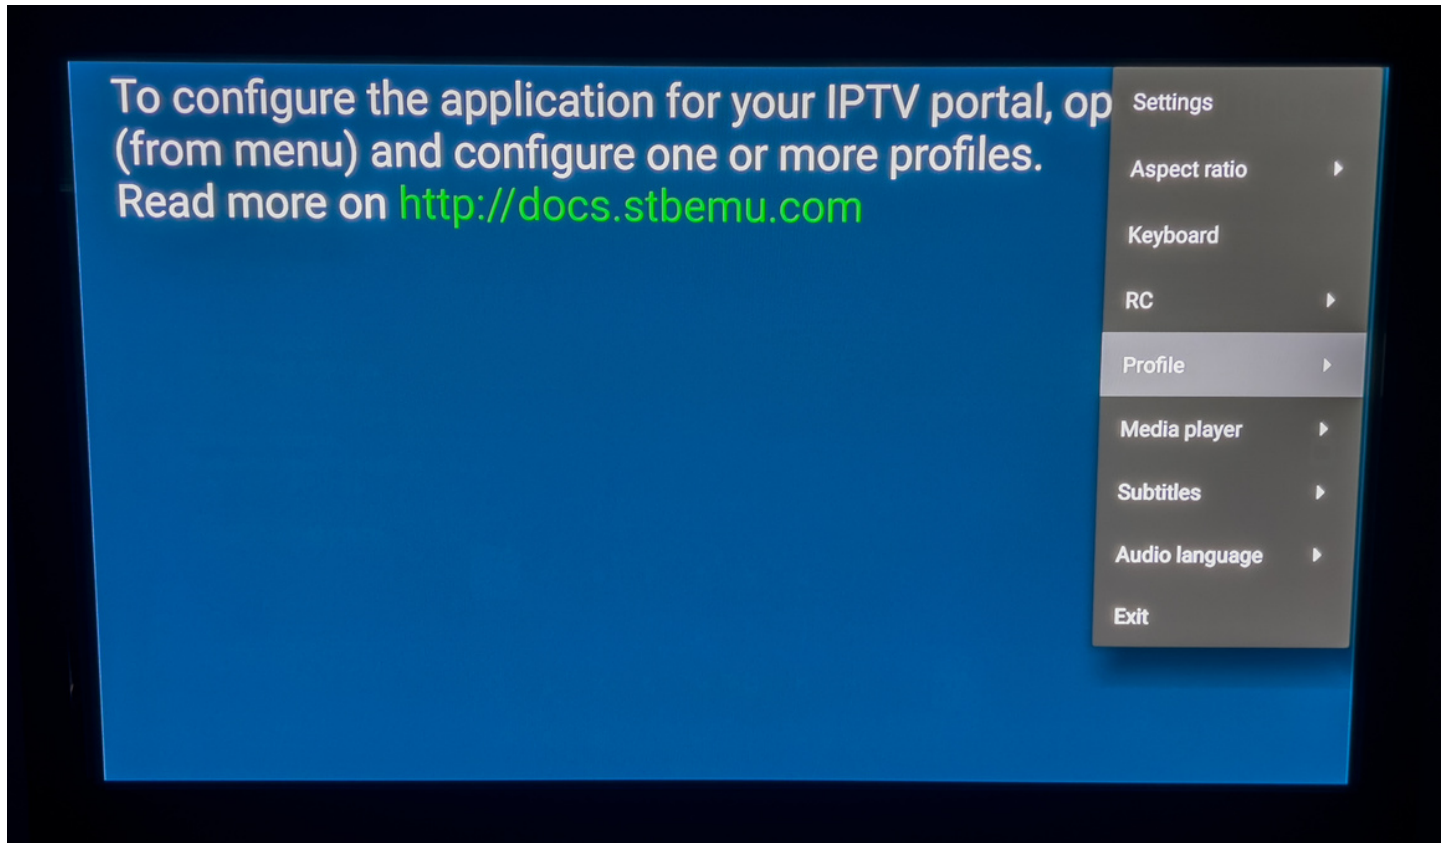 To configure the application for your IPTV portal, op
(from menu) and configure one or more profiles.
Read more on http://docs.stbemu.com
Settings
Aspect ratio
Keyboard
RC
Profile
Media player
Subtitles
Audio language
Exit